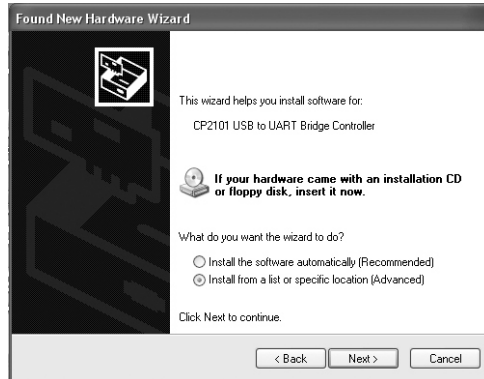 Found New Hardware Wizard
This wizard helps you install software for:
CP2101 USB to UART Bridge Controller
If your hardware came with an installation CD
or floppy disk, insert it now.
What do you want the wizard to do?
Install the software automatically (Recommended)
Install from a list or specific location (Advanced)
Click Next to continue.
< Back Next > Cancel